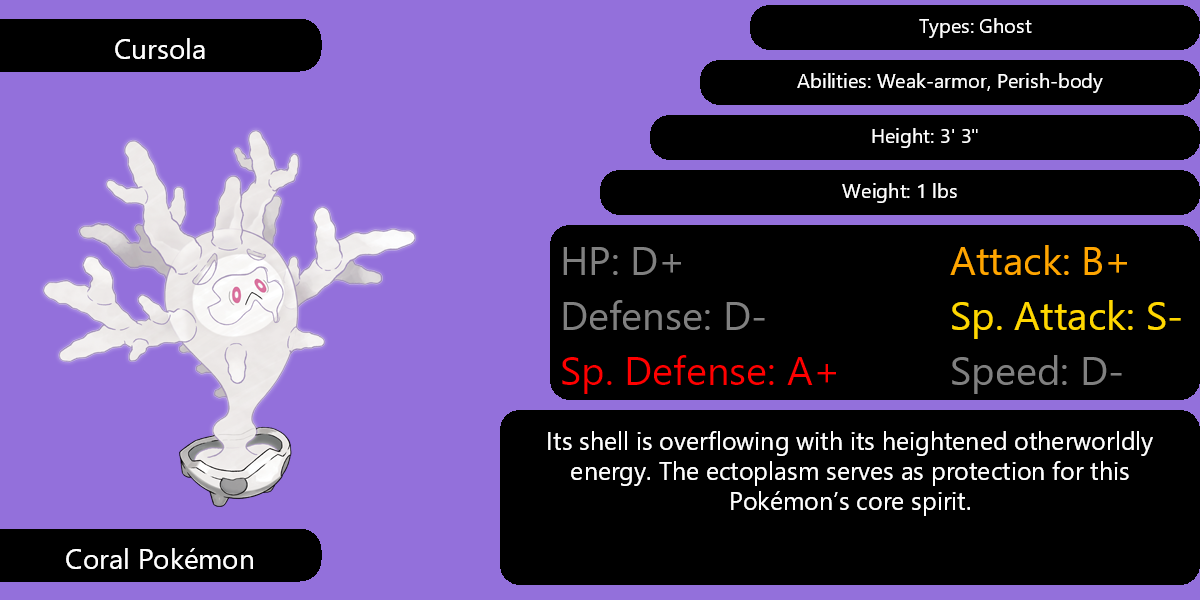 Cursola
Types: Ghost
Abilities: Weak-armor, Perish-body
Height: 3' 3"
Weight: 1 lbs
HP: D+
Attack: B+
Defense: D-
Sp. Attack: S-
Sp. Defense: A+
Speed: D-
Its shell is overflowing with its heightened otherworldly
energy. The ectoplasm serves as protection for this
Pokémon’s core spirit.
Coral Pokémon